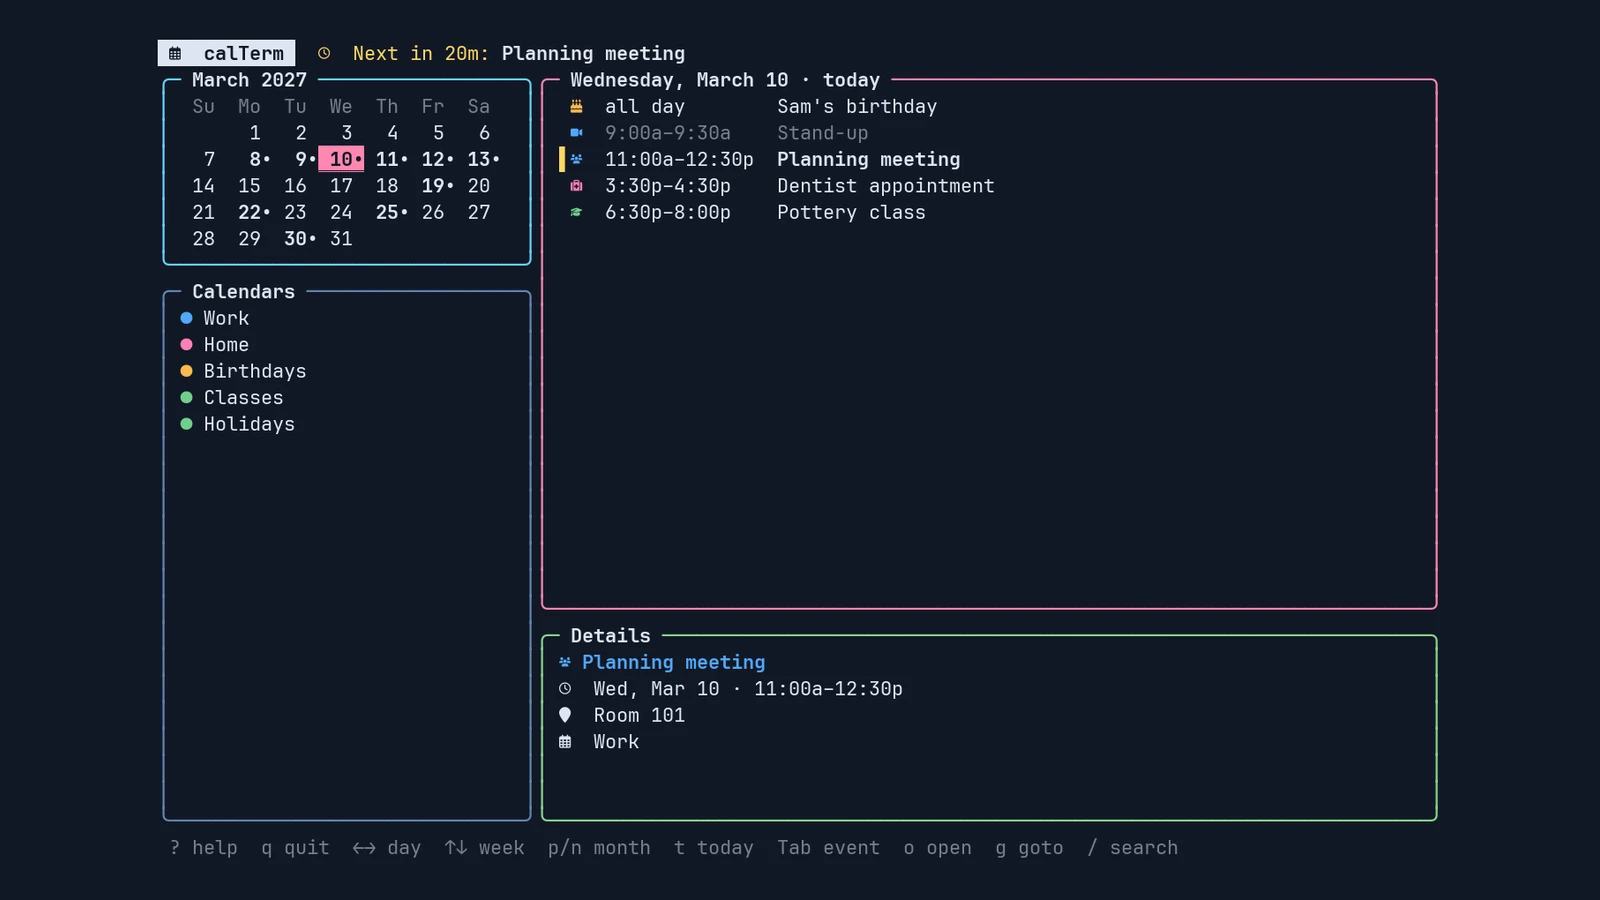 calTerm Next in 20m: Planning meeting
March 2027
Su Mo Tu We Th Fr Sa
1 2 3 4 5 6
7 8• 9• 10• 11• 12• 13•
14 15 16 17 18 19• 20
21 22• 23 24 25• 26 27
28 29 30• 31
Calendars
Work
Home
Birthdays
Classes
Holidays
Wednesday, March 10 · today
all day Sam's birthday
9:00a–9:30a Stand-up
11:00a–12:30p Planning meeting
3:30p–4:30p Dentist appointment
6:30p–8:00p Pottery class
Details
Planning meeting
Wed, Mar 10 · 11:00a–12:30p
Room 101
Work
? help q quit ←→ day ↑↓ week p/n month t today Tab event o open g goto / search